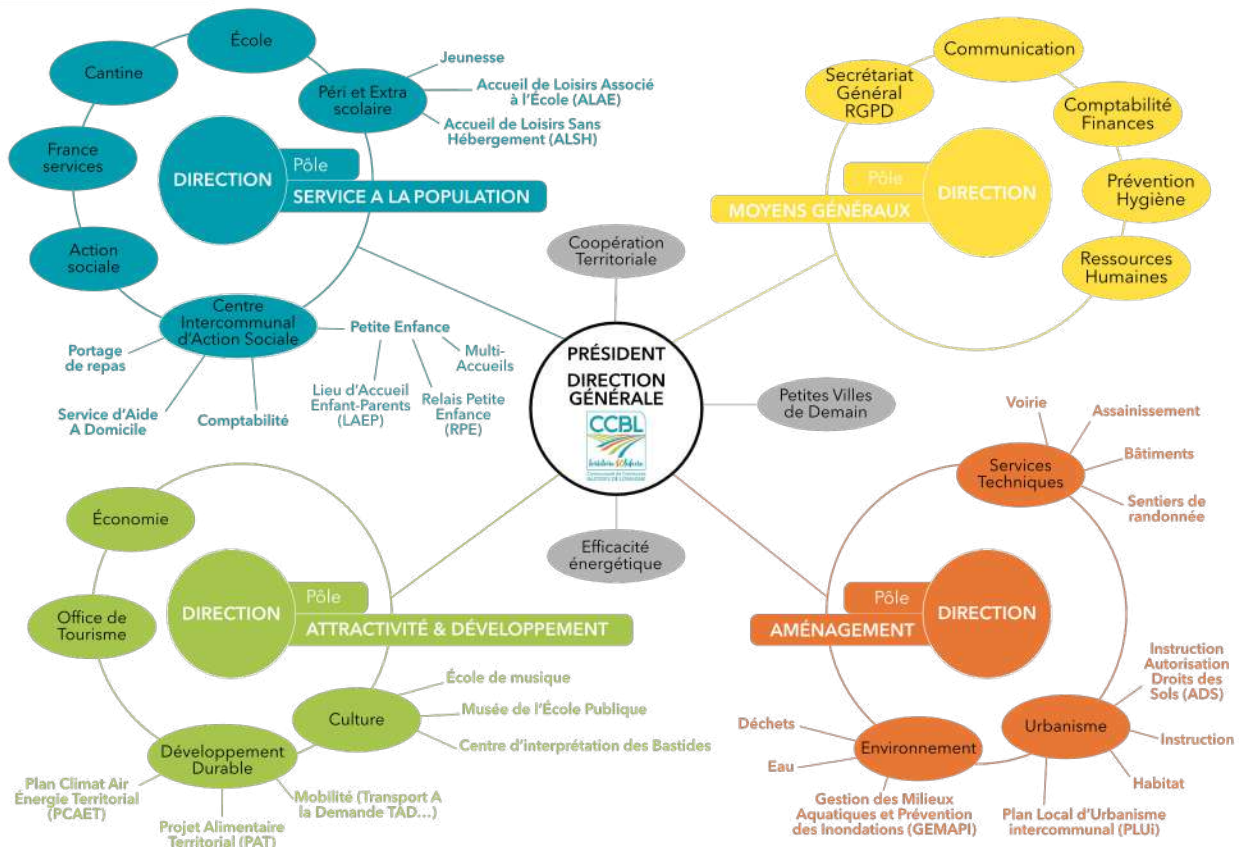 École
Cantine
Péri et Extra
scolaire
Jeunesse
Accueil de Loisirs Associé
à l'École (ALAE)
Accueil de Loisirs Sans
Hébergement (ALSH)
France
services
DIRECTION
Pôle
SERVICE A LA POPULATION
Action
sociale
Centre
Intercommunal
d'Action Sociale
Portage
de repas
Service d'Aide
A Domicile
Comptabilité
Petite Enfance
Multi-
Accueils
Lieu d'Accueil
Enfant-Parents
(LAEP)
Relais Petite
Enfance
(RPE)
Communication
Secrétariat
Général
RGPD
Comptabilité
Finances
Pôle
MOYENS GÉNÉRAUX
DIRECTION
Prévention
Hygiène
Ressources
Humaines
Coopération
Territoriale
PRÉSIDENT
DIRECTION
GÉNÉRALE
CCBL
Petites Villes
de Demain
Efficacité
énergétique
Économie
Office de
Tourisme
DIRECTION
Pôle
ATTRACTIVITÉ & DÉVELOPPEMENT
Culture
École de musique
Musée de l'École Publique
Centre d'interprétation des Bastides
Développement
Durable
Plan Climat Air
Énergie Territorial
(PCAET)
Projet Alimentaire
Territorial (PAT)
Mobilité (Transport A
la Demande TAD...)
Voirie
Assainissement
Services
Techniques
Bâtiments
Sentiers de
randonnée
Pôle
AMÉNAGEMENT
DIRECTION
Instruction
Autorisation
Droits des
Sols (ADS)
Urbanisme
Instruction
Habitat
Plan Local d'Urbanisme
intercommunal (PLUi)
Déchets
Environnement
Eau
Gestion des Milieux
Aquatiques et Prévention
des Inondations (GEMAPI)